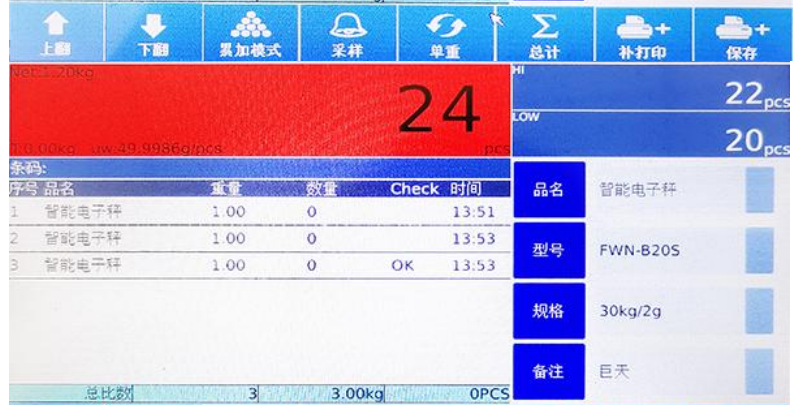 上翻 下翻 累加模式 采样 单重 总计 补打印 保存
Net:1.20kg
24 pcs
T:0.00kg uw:49.9986g/pcs
HI
22 pcs
LOW
20 pcs
条码:
序号 品名 重量 数量 Check 时间
1 智能电子秤 1.00 0 13:51
2 智能电子秤 1.00 0 13:53
3 智能电子秤 1.00 0 OK 13:53
总比数 3 3.00kg 0PCS
品名 智能电子秤
型号 FWN-B20S
规格 30kg/2g
备注 巨天